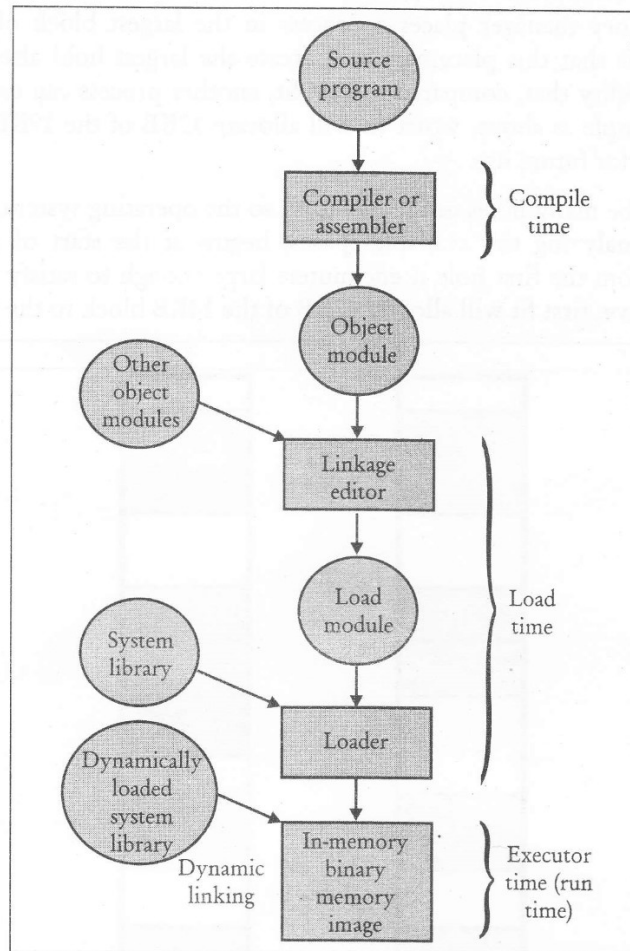 Source
program
Compiler or
assembler
Compile
time
Object
module
Other
object
modules
Linkage
editor
Load
module
Load
time
System
library
Loader
Dynamically
loaded
system
library
Dynamic
linking
In-memory
binary
memory
image
Executor
time (run
time)